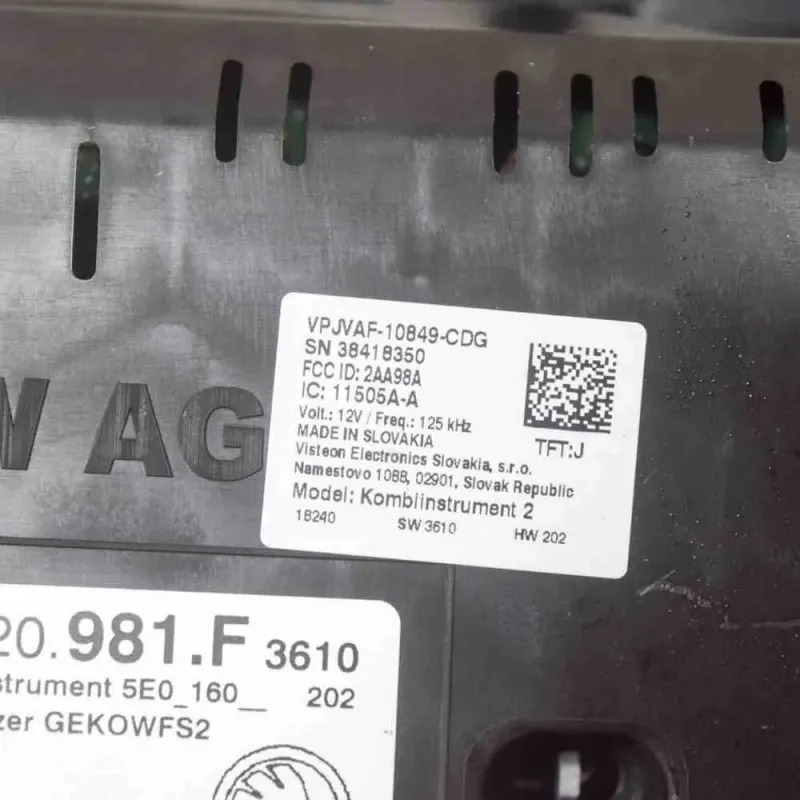 VPJVAF-10849-CDG
SN 38418350
FCC ID: 2AA98A
IC: 11505A-A
Volt.: 12V / Freq.: 125 kHz
MADE IN SLOVAKIA
TFT:J
Visteon Electronics Slovakia, s.r.o.
Namestovo 1088, 02901, Slovak Republic
Model: Kombiinstrument 2
18240 SW 3610 HW 202
W AG
20.981.F 3610
strument 5E0_160__ 202
zer GEKOWFS2